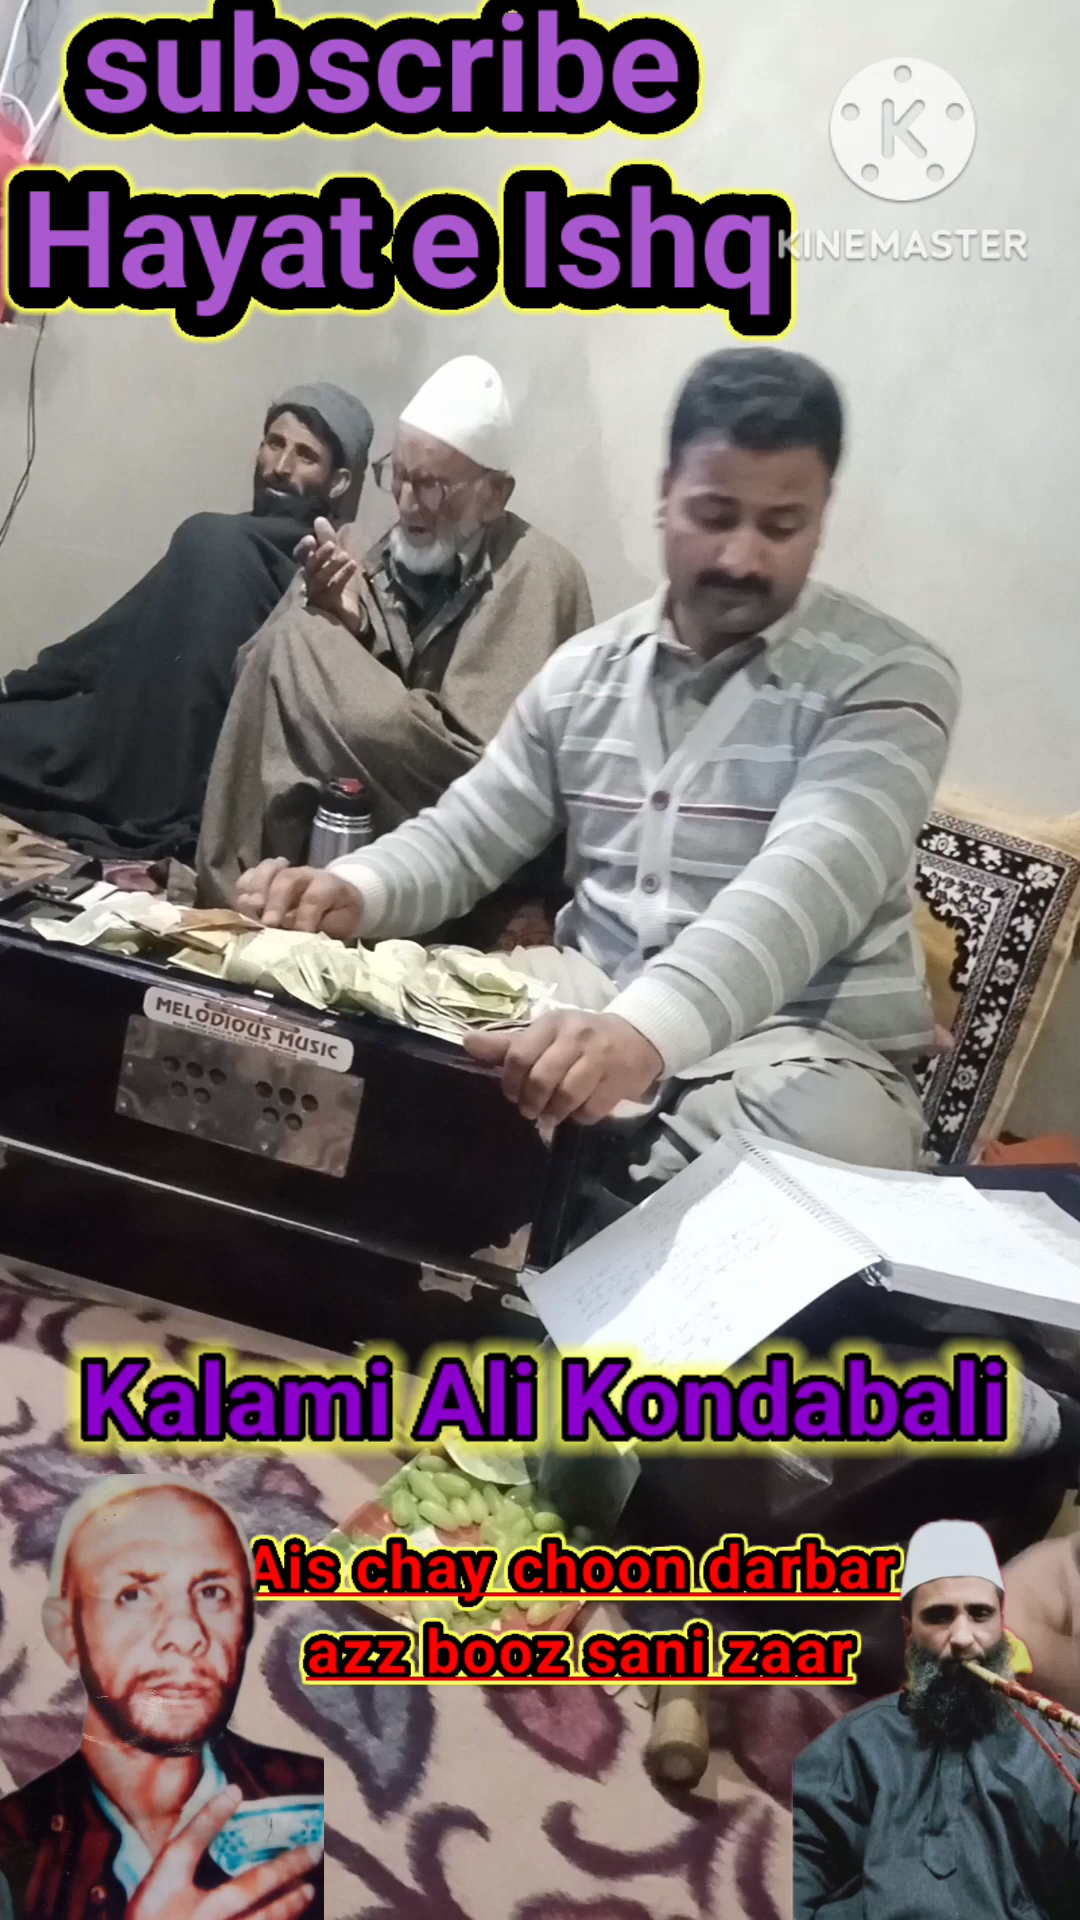 subscribe
Hayat e Ishq
K
KINEMASTER
MELODIOUS MUSIC
Kalami Ali Kondabali
Ais chay choon darbar
azz booz sani zaar